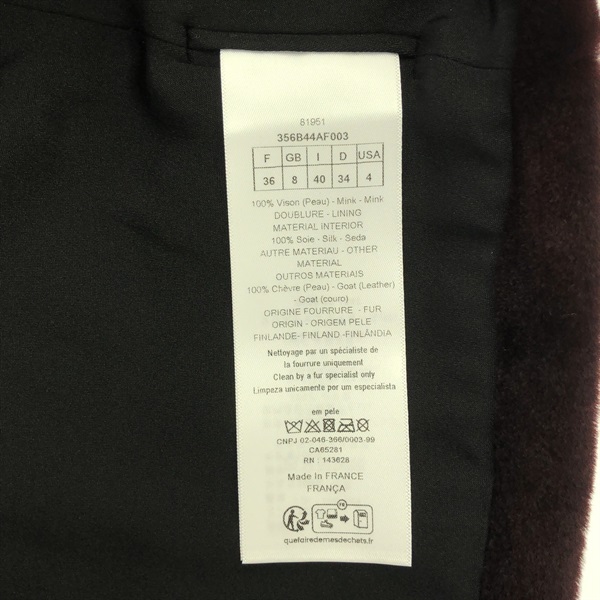 81951
356B44AF003
F GB I D USA
36 8 40 34 4
100% Vison (Peau) - Mink - Mink
DOUBLURE - LINING
MATERIAL INTERIOR
100% Soie - Silk - Seda
AUTRE MATERIAU - OTHER
MATERIAL
OUTROS MATERIAIS
100% Chèvre (Peau) - Goat (Leather)
- Goat (couro)
ORIGINE FOURRURE - FUR
ORIGIN - ORIGEM PELE
FINLANDE- FINLAND -FINLÂNDIA
Nettoyage par un spécialiste de
la fourrure uniquement
Clean by a fur specialist only
Limpeza unicamente por um especialista
em pele
CNPJ 02-046-366/0003-99
CA65281
RN : 143628
Made In FRANCE
FRANÇA
FR
quefairedemesdechets.fr